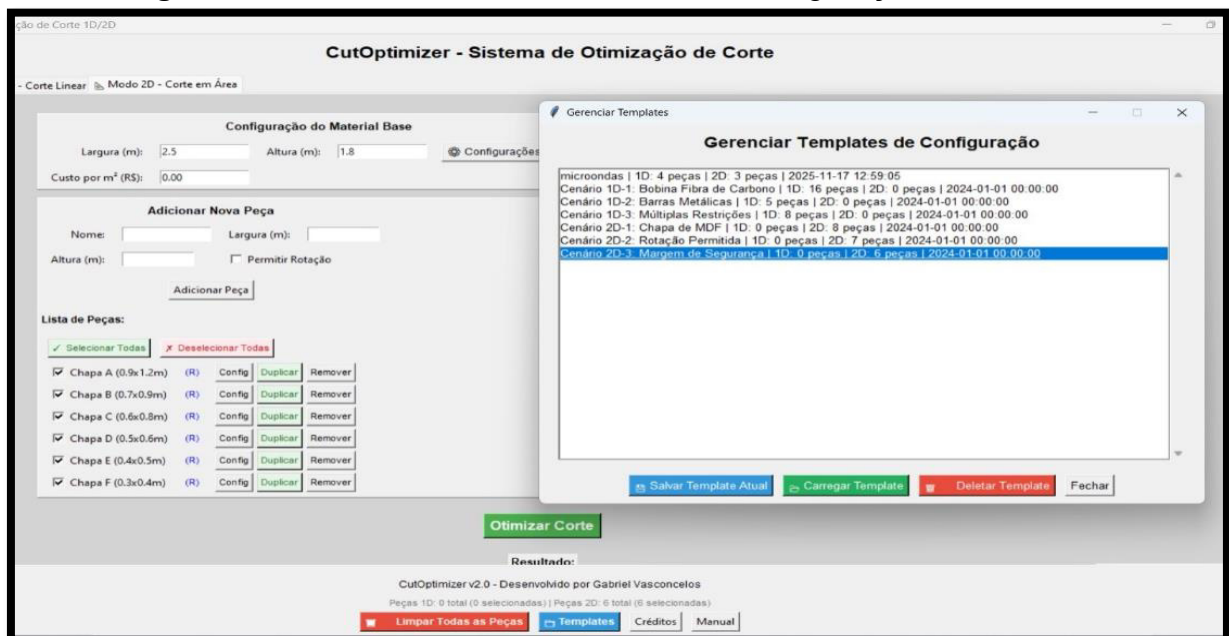 ção de Corte 1D/2D
CutOptimizer - Sistema de Otimização de Corte
- Corte Linear Modo 2D - Corte em Área
Configuração do Material Base
Largura (m): 2.5 Altura (m): 1.8 Configurações
Custo por m² (R$): 0.00
Adicionar Nova Peça
Nome: Largura (m):
Altura (m): Permitir Rotação
Adicionar Peça
Lista de Peças:
✓ Selecionar Todas ✗ Deselecionar Todas
Chapa A (0.9x1.2m) (R) Config Duplicar Remover
Chapa B (0.7x0.9m) (R) Config Duplicar Remover
Chapa C (0.6x0.8m) (R) Config Duplicar Remover
Chapa D (0.5x0.6m) (R) Config Duplicar Remover
Chapa E (0.4x0.5m) (R) Config Duplicar Remover
Chapa F (0.3x0.4m) (R) Config Duplicar Remover
Gerenciar Templates
Gerenciar Templates de Configuração
microondas | 1D: 4 peças | 2D: 3 peças | 2025-11-17 12:59:05
Cenário 1D-1: Bobina Fibra de Carbono | 1D: 16 peças | 2D: 0 peças | 2024-01-01 00:00:00
Cenário 1D-2: Barras Metálicas | 1D: 5 peças | 2D: 0 peças | 2024-01-01 00:00:00
Cenário 1D-3: Múltiplas Restrições | 1D: 8 peças | 2D: 0 peças | 2024-01-01 00:00:00
Cenário 2D-1: Chapa de MDF | 1D: 0 peças | 2D: 8 peças | 2024-01-01 00:00:00
Cenário 2D-2: Rotação Permitida | 1D: 0 peças | 2D: 7 peças | 2024-01-01 00:00:00
Cenário 2D-3: Margem de Segurança | 1D: 0 peças | 2D: 6 peças | 2024-01-01 00:00:00
Salvar Template Atual Carregar Template Deletar Template Fechar
Otimizar Corte
Resultado:
CutOptimizer v2.0 - Desenvolvido por Gabriel Vasconcelos
Peças 1D: 0 total (0 selecionadas) | Peças 2D: 6 total (6 selecionadas)
Limpar Todas as Peças Templates Créditos Manual